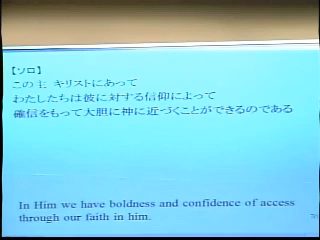 【ソロ】
この主 キリストにあって
わたしたちは彼に対する信仰によって
確信をもって大胆に神に近づくことができるのである
In Him we have boldness and confidence of access
through our faith in him.